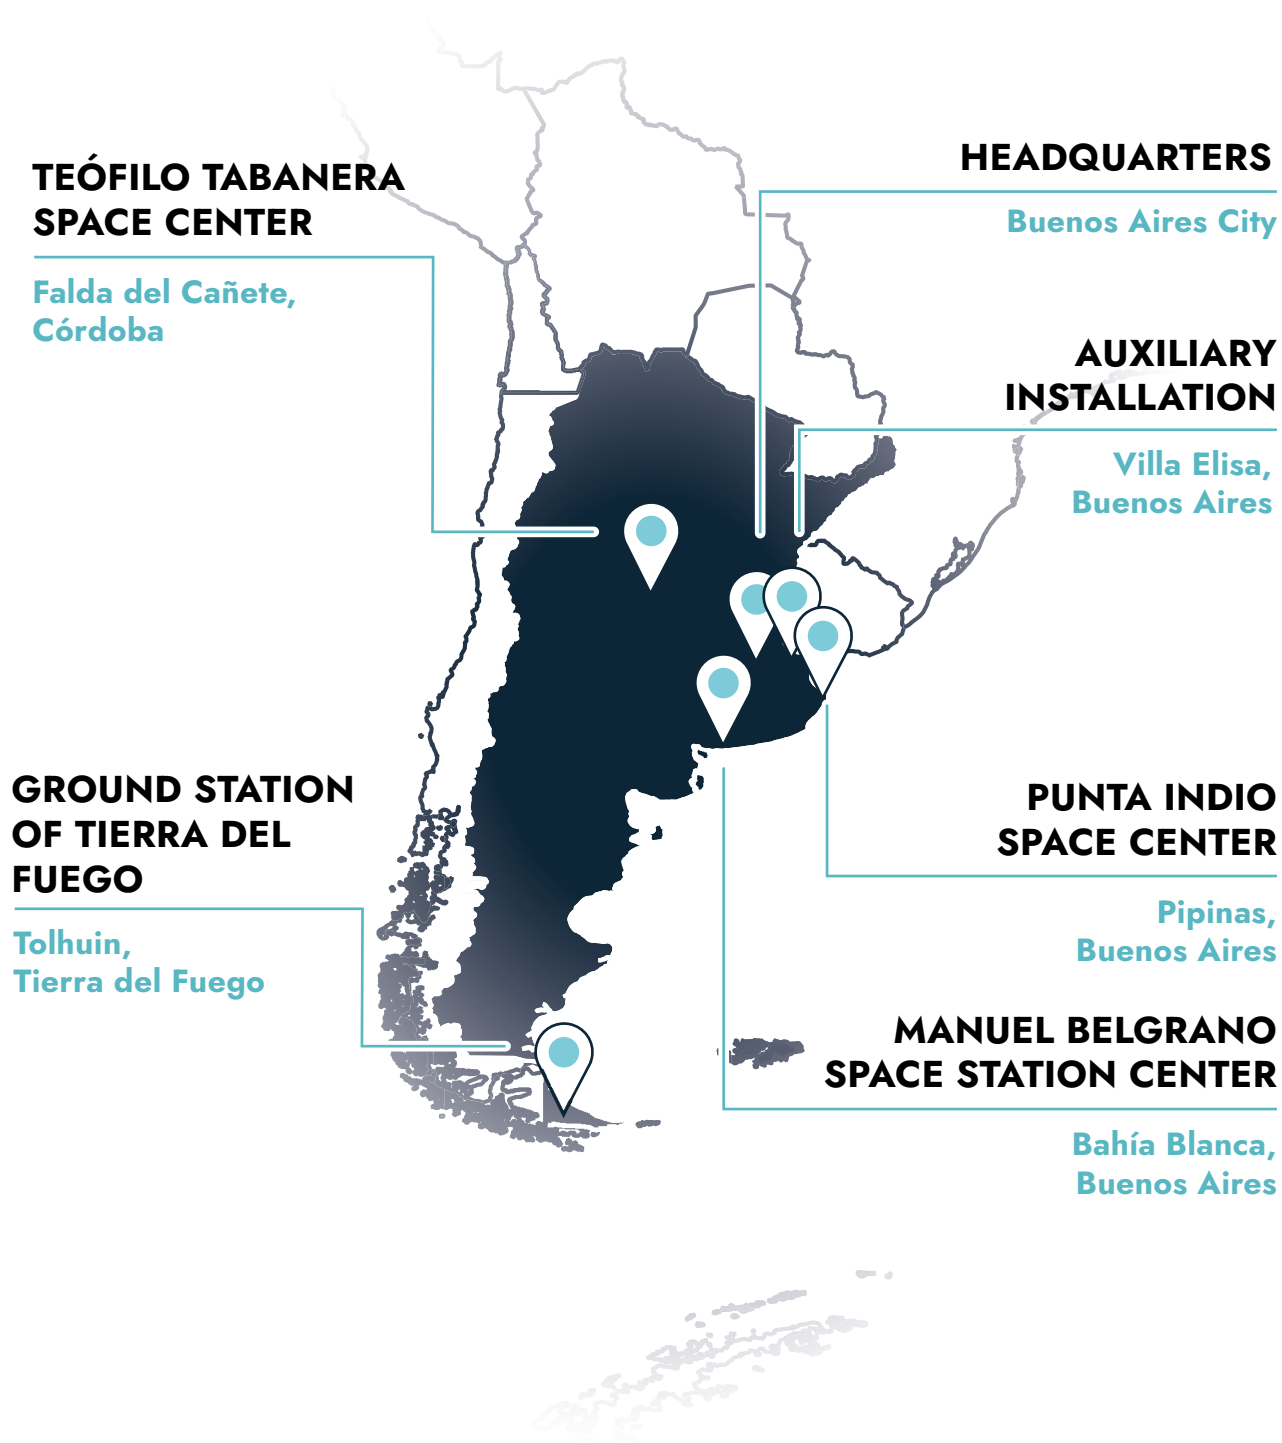 TEÓFILO TABANERA
SPACE CENTER
Falda del Cañete,
Córdoba
HEADQUARTERS
Buenos Aires City
AUXILIARY
INSTALLATION
Villa Elisa,
Buenos Aires
GROUND STATION
OF TIERRA DEL
FUEGO
Tolhuin,
Tierra del Fuego
PUNTA INDIO
SPACE CENTER
Pipinas,
Buenos Aires
MANUEL BELGRANO
SPACE STATION CENTER
Bahía Blanca,
Buenos Aires